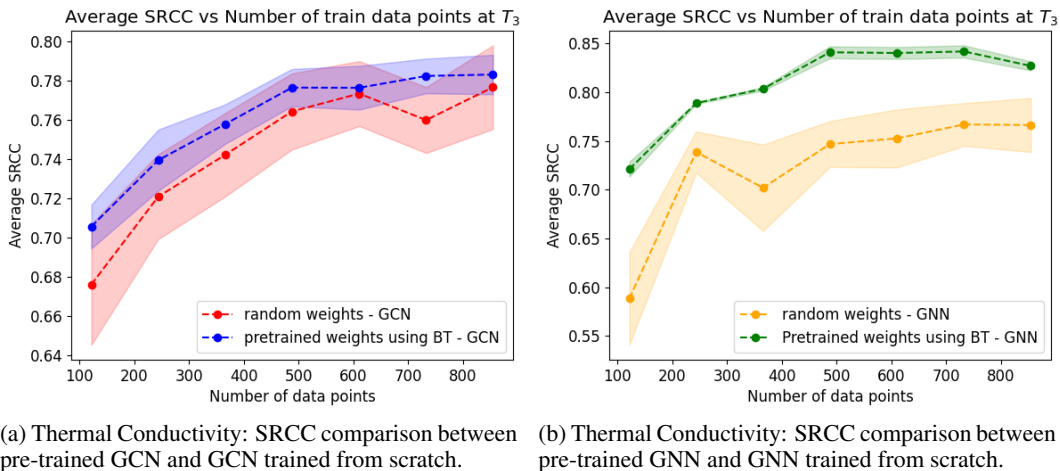 Average SRCC vs Number of train data points at T₃
Average SRCC
0.80
0.78
0.76
0.74
0.72
0.70
0.68
0.66
0.64
random weights - GCN
pretrained weights using BT - GCN
100 200 300 400 500 600 700 800
Number of data points
(a) Thermal Conductivity: SRCC comparison between
pre-trained GCN and GCN trained from scratch.
Average SRCC vs Number of train data points at T₃
Average SRCC
0.85
0.80
0.75
0.70
0.65
0.60
0.55
random weights - GNN
Pretrained weights using BT - GNN
100 200 300 400 500 600 700 800
Number of data points
(b) Thermal Conductivity: SRCC comparison between
pre-trained GNN and GNN trained from scratch.